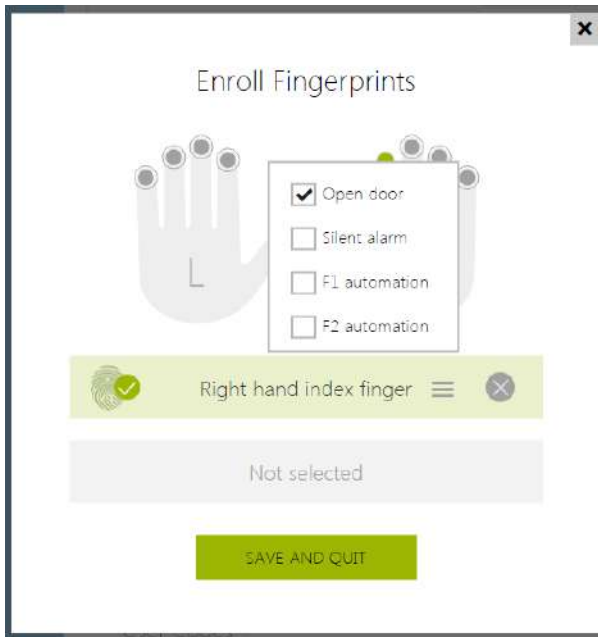 Enroll Fingerprints
L
Open door
Silent alarm
F1 automation
F2 automation
Right hand index finger
Not selected
SAVE AND QUIT